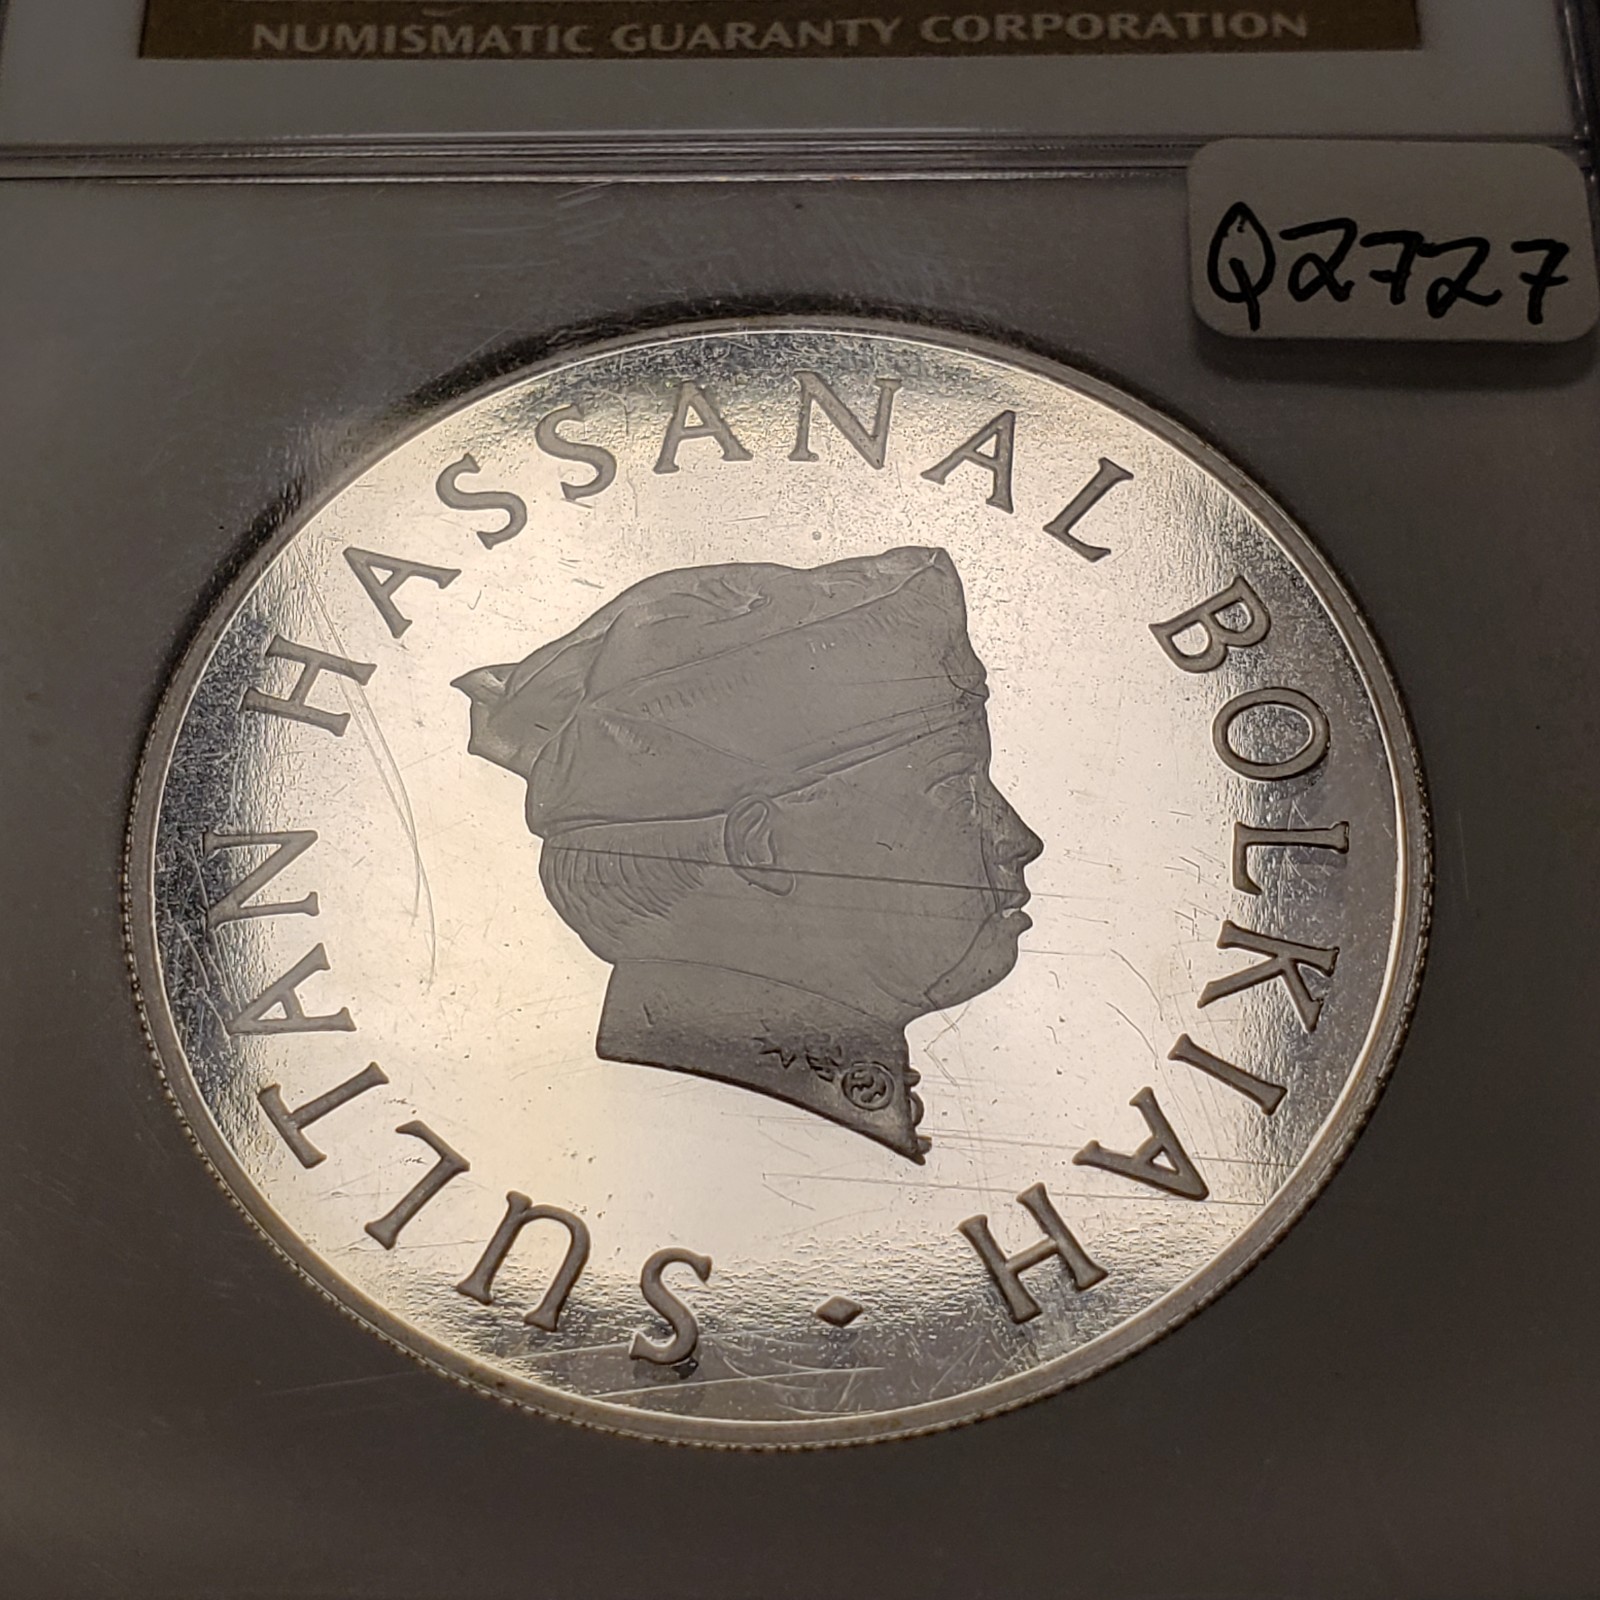 NUMISMATIC GUARANTY CORPORATION
Q2727
SULTAN HASSANAL BOLKIAH